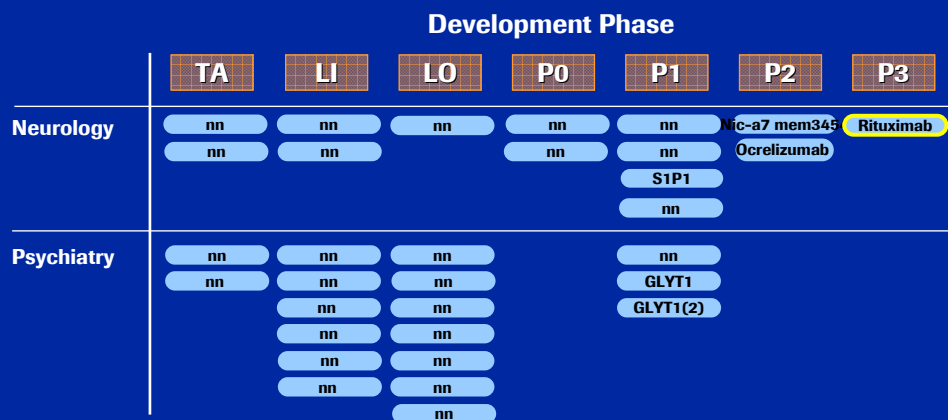 Development Phase
TA LI LO P0 P1 P2 P3
Neurology nn nn nn nn nn Nic-a7 mem345 Rituximab
nn nn nn nn Ocrelizumab
S1P1
nn
Psychiatry nn nn nn nn
nn nn nn GLYT1
nn nn GLYT1(2)
nn nn
nn nn
nn nn
nn